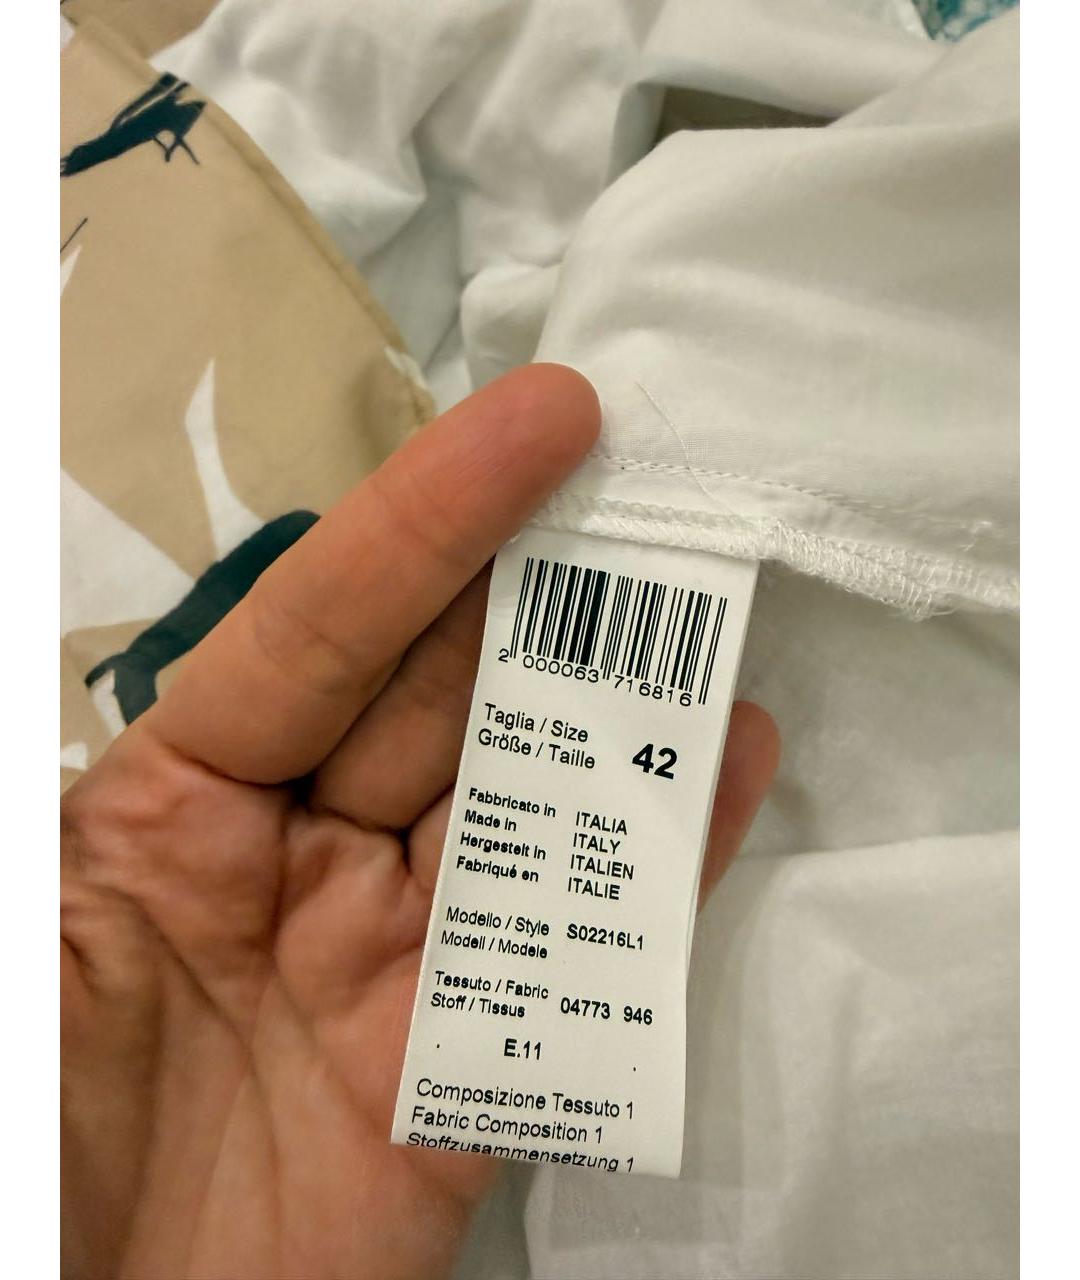 2 000063 716816
Taglia / Size
Größe / Taille 42
Fabbricato in ITALIA
Made in ITALY
Hergestelt in ITALIEN
Fabriqué en ITALIE
Modello / Style S02216L1
Modell / Modele
Tessuto / Fabric
Stoff / Tissus 04773 946
E.11
Composizione Tessuto 1
Fabric Composition 1
Stoffzusammensetzung 1